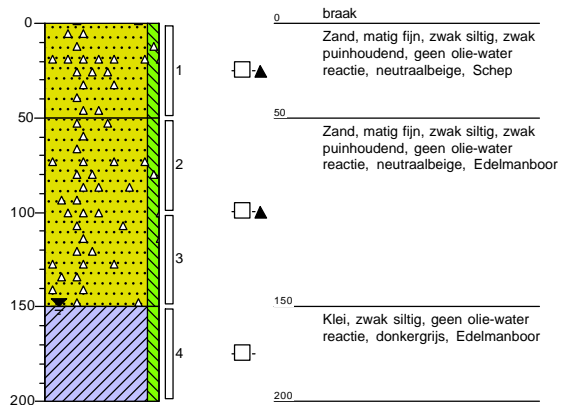 0
50
100
150
200
1
2
3
4
0
braak
Zand, matig fijn, zwak siltig, zwak
puinhoudend, geen olie-water
reactie, neutraalbeige, Schep
50
Zand, matig fijn, zwak siltig, zwak
puinhoudend, geen olie-water
reactie, neutraalbeige, Edelmanboor
150
Klei, zwak siltig, geen olie-water
reactie, donkergrijs, Edelmanboor
200